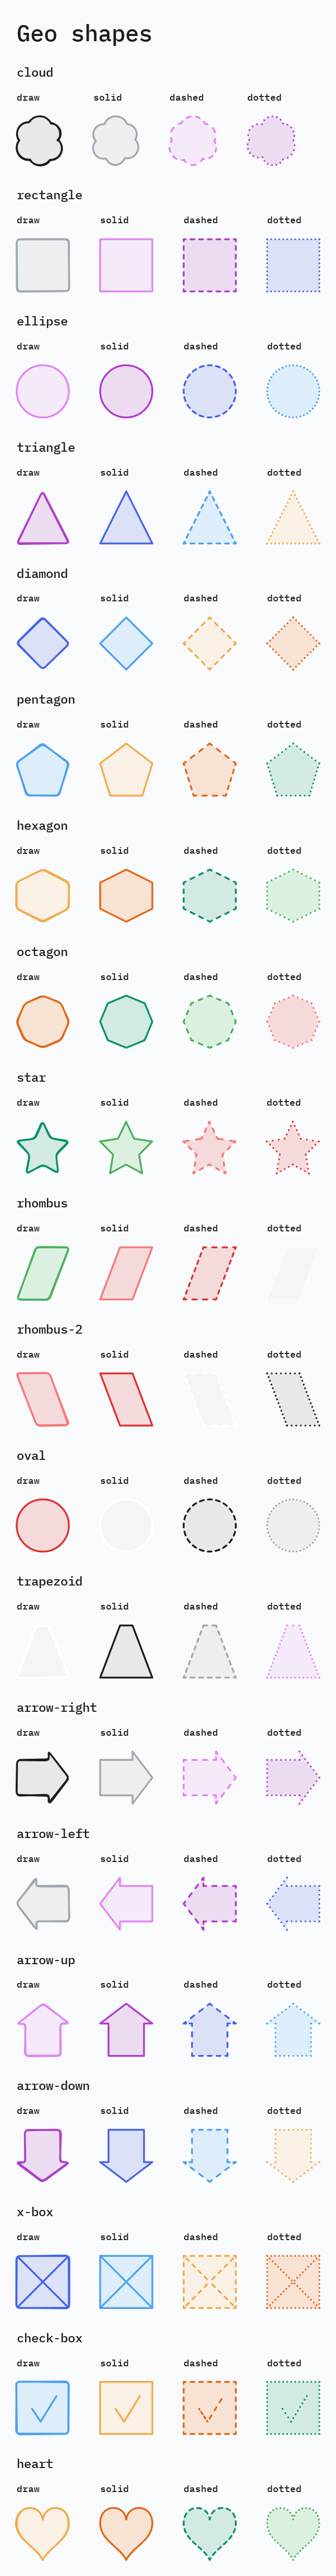 Geo shapes
cloud
draw solid dashed dotted
rectangle
draw solid dashed dotted
ellipse
draw solid dashed dotted
triangle
draw solid dashed dotted
diamond
draw solid dashed dotted
pentagon
draw solid dashed dotted
hexagon
draw solid dashed dotted
octagon
draw solid dashed dotted
star
draw solid dashed dotted
rhombus
draw solid dashed dotted
rhombus-2
draw solid dashed dotted
oval
draw solid dashed dotted
trapezoid
draw solid dashed dotted
arrow-right
draw solid dashed dotted
arrow-left
draw solid dashed dotted
arrow-up
draw solid dashed dotted
arrow-down
draw solid dashed dotted
x-box
draw solid dashed dotted
check-box
draw solid dashed dotted
heart
draw solid dashed dotted